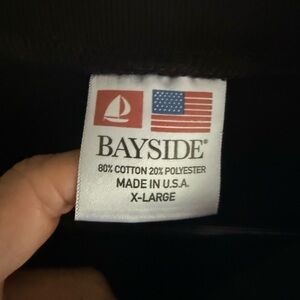 BAYSIDE®
80% COTTON 20% POLYESTER
MADE IN U.S.A.
X-LARGE